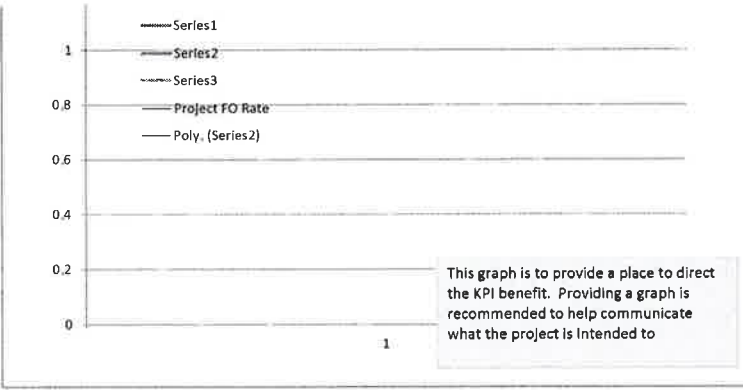 Series1
1
Series2
Series3
0,8
Project FO Rate
Poly. (Series2)
0.6
0,4
0,2
0
1
This graph is to provide a place to direct
the KPI benefit. Providing a graph is
recommended to help communicate
what the project is intended to